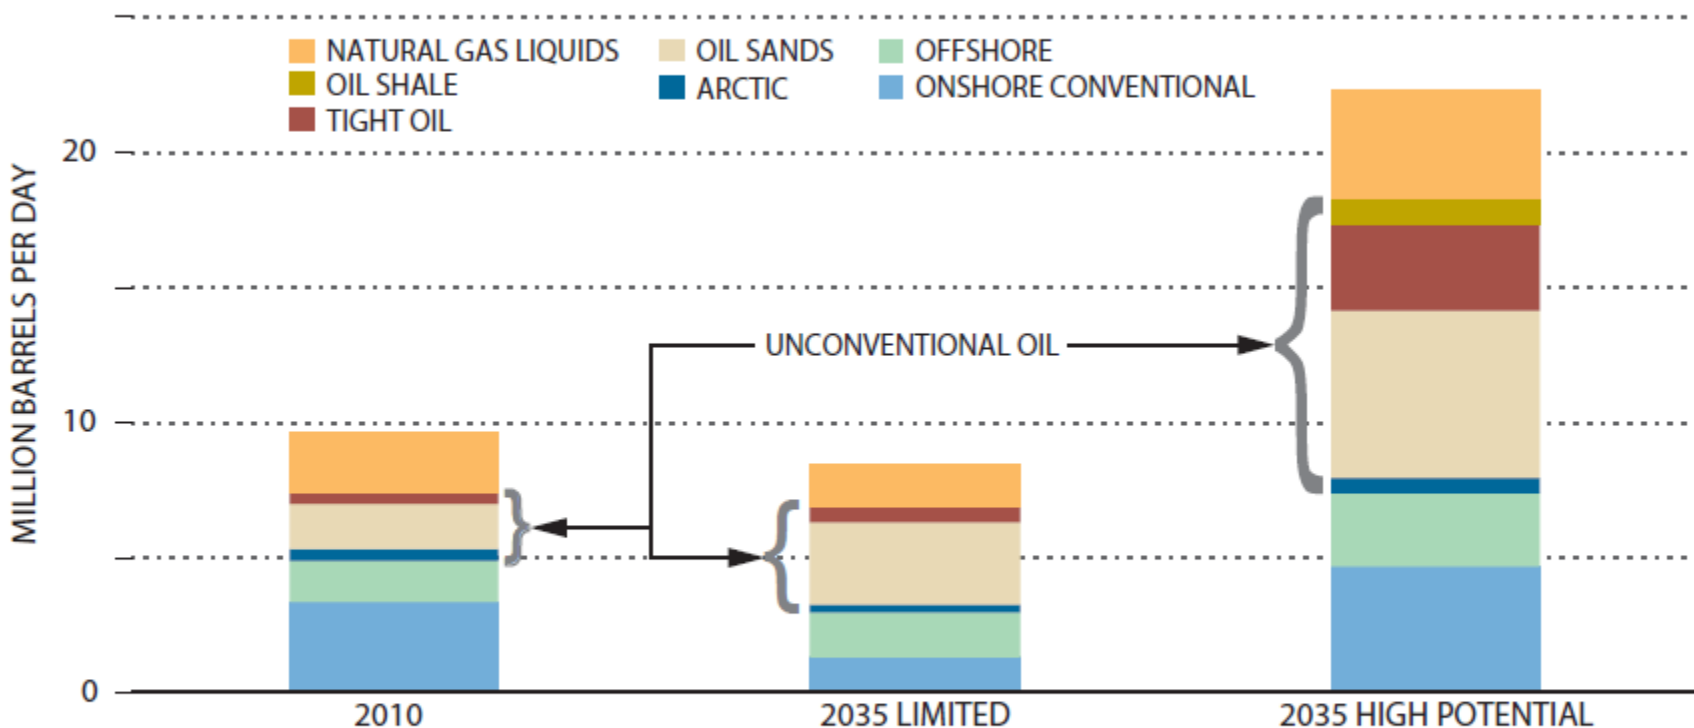 NATURAL GAS LIQUIDS
OIL SHALE
TIGHT OIL
OIL SANDS
ARCTIC
OFFSHORE
ONSHORE CONVENTIONAL
MILLION BARRELS PER DAY
20
10
0
UNCONVENTIONAL OIL
2010
2035 LIMITED
2035 HIGH POTENTIAL